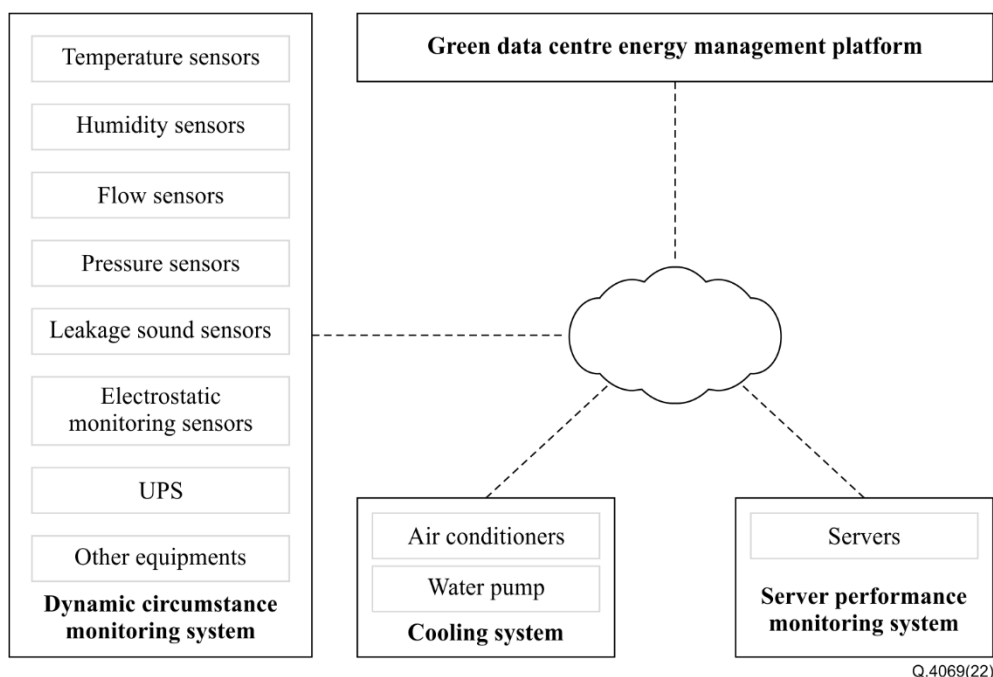 Temperature sensors
Humidity sensors
Flow sensors
Pressure sensors
Leakage sound sensors
Electrostatic
monitoring sensors
UPS
Other equipments
Dynamic circumstance
monitoring system
Green data centre energy management platform
Air conditioners
Water pump
Cooling system
Servers
Server performance
monitoring system
Q.4069(22)